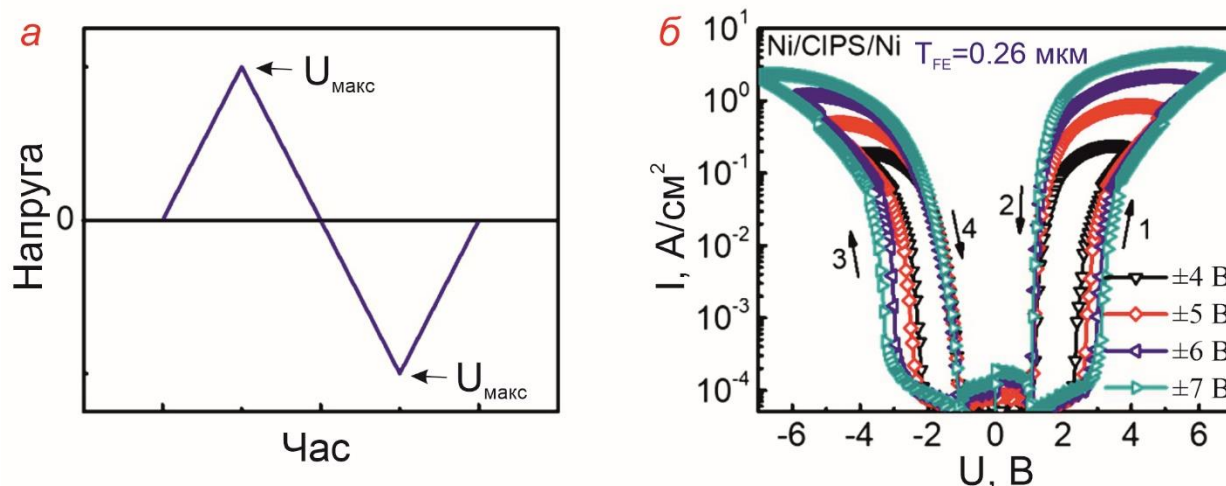 а
Напруга
0
Uмакс
Uмакс
Час
б
Ni/CIPS/Ni
TFE=0.26 мкм
I, А/см²
10¹
10⁰
10⁻¹
10⁻²
10⁻³
10⁻⁴
1
2
3
4
±4 В
±5 В
±6 В
±7 В
-6 -4 -2 0 2 4 6
U, В